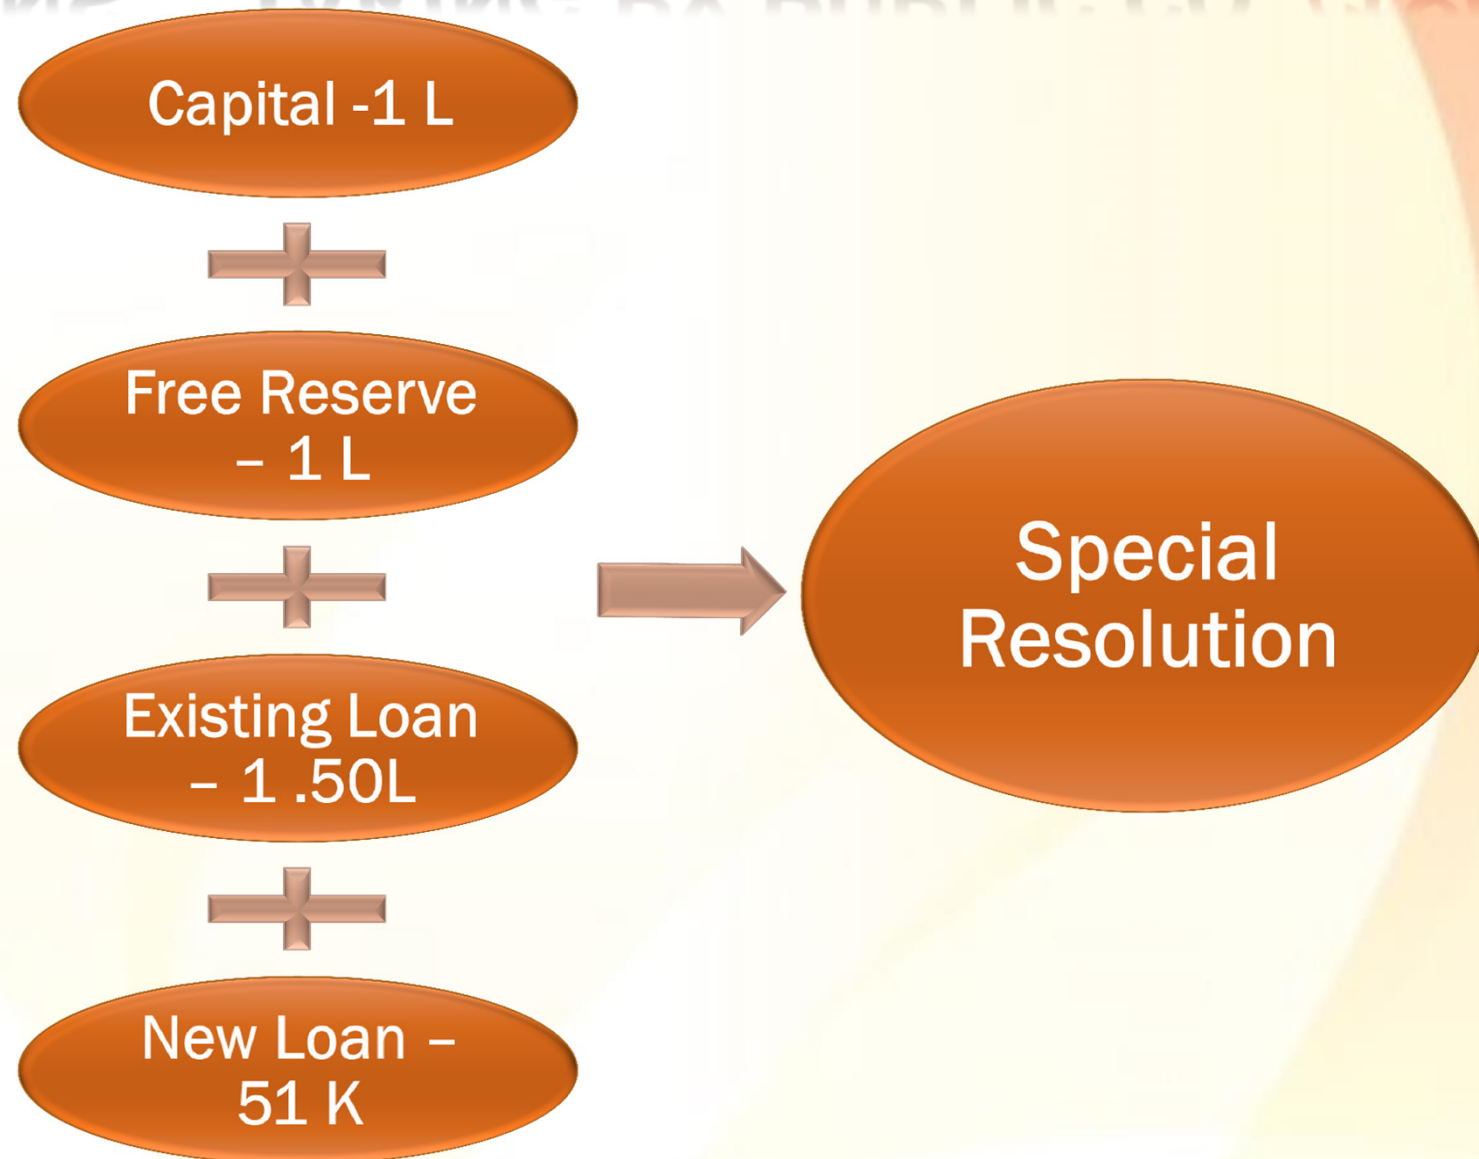 Capital -1 L
Free Reserve
– 1 L
Existing Loan
– 1 .50L
New Loan –
51 K
Special
Resolution